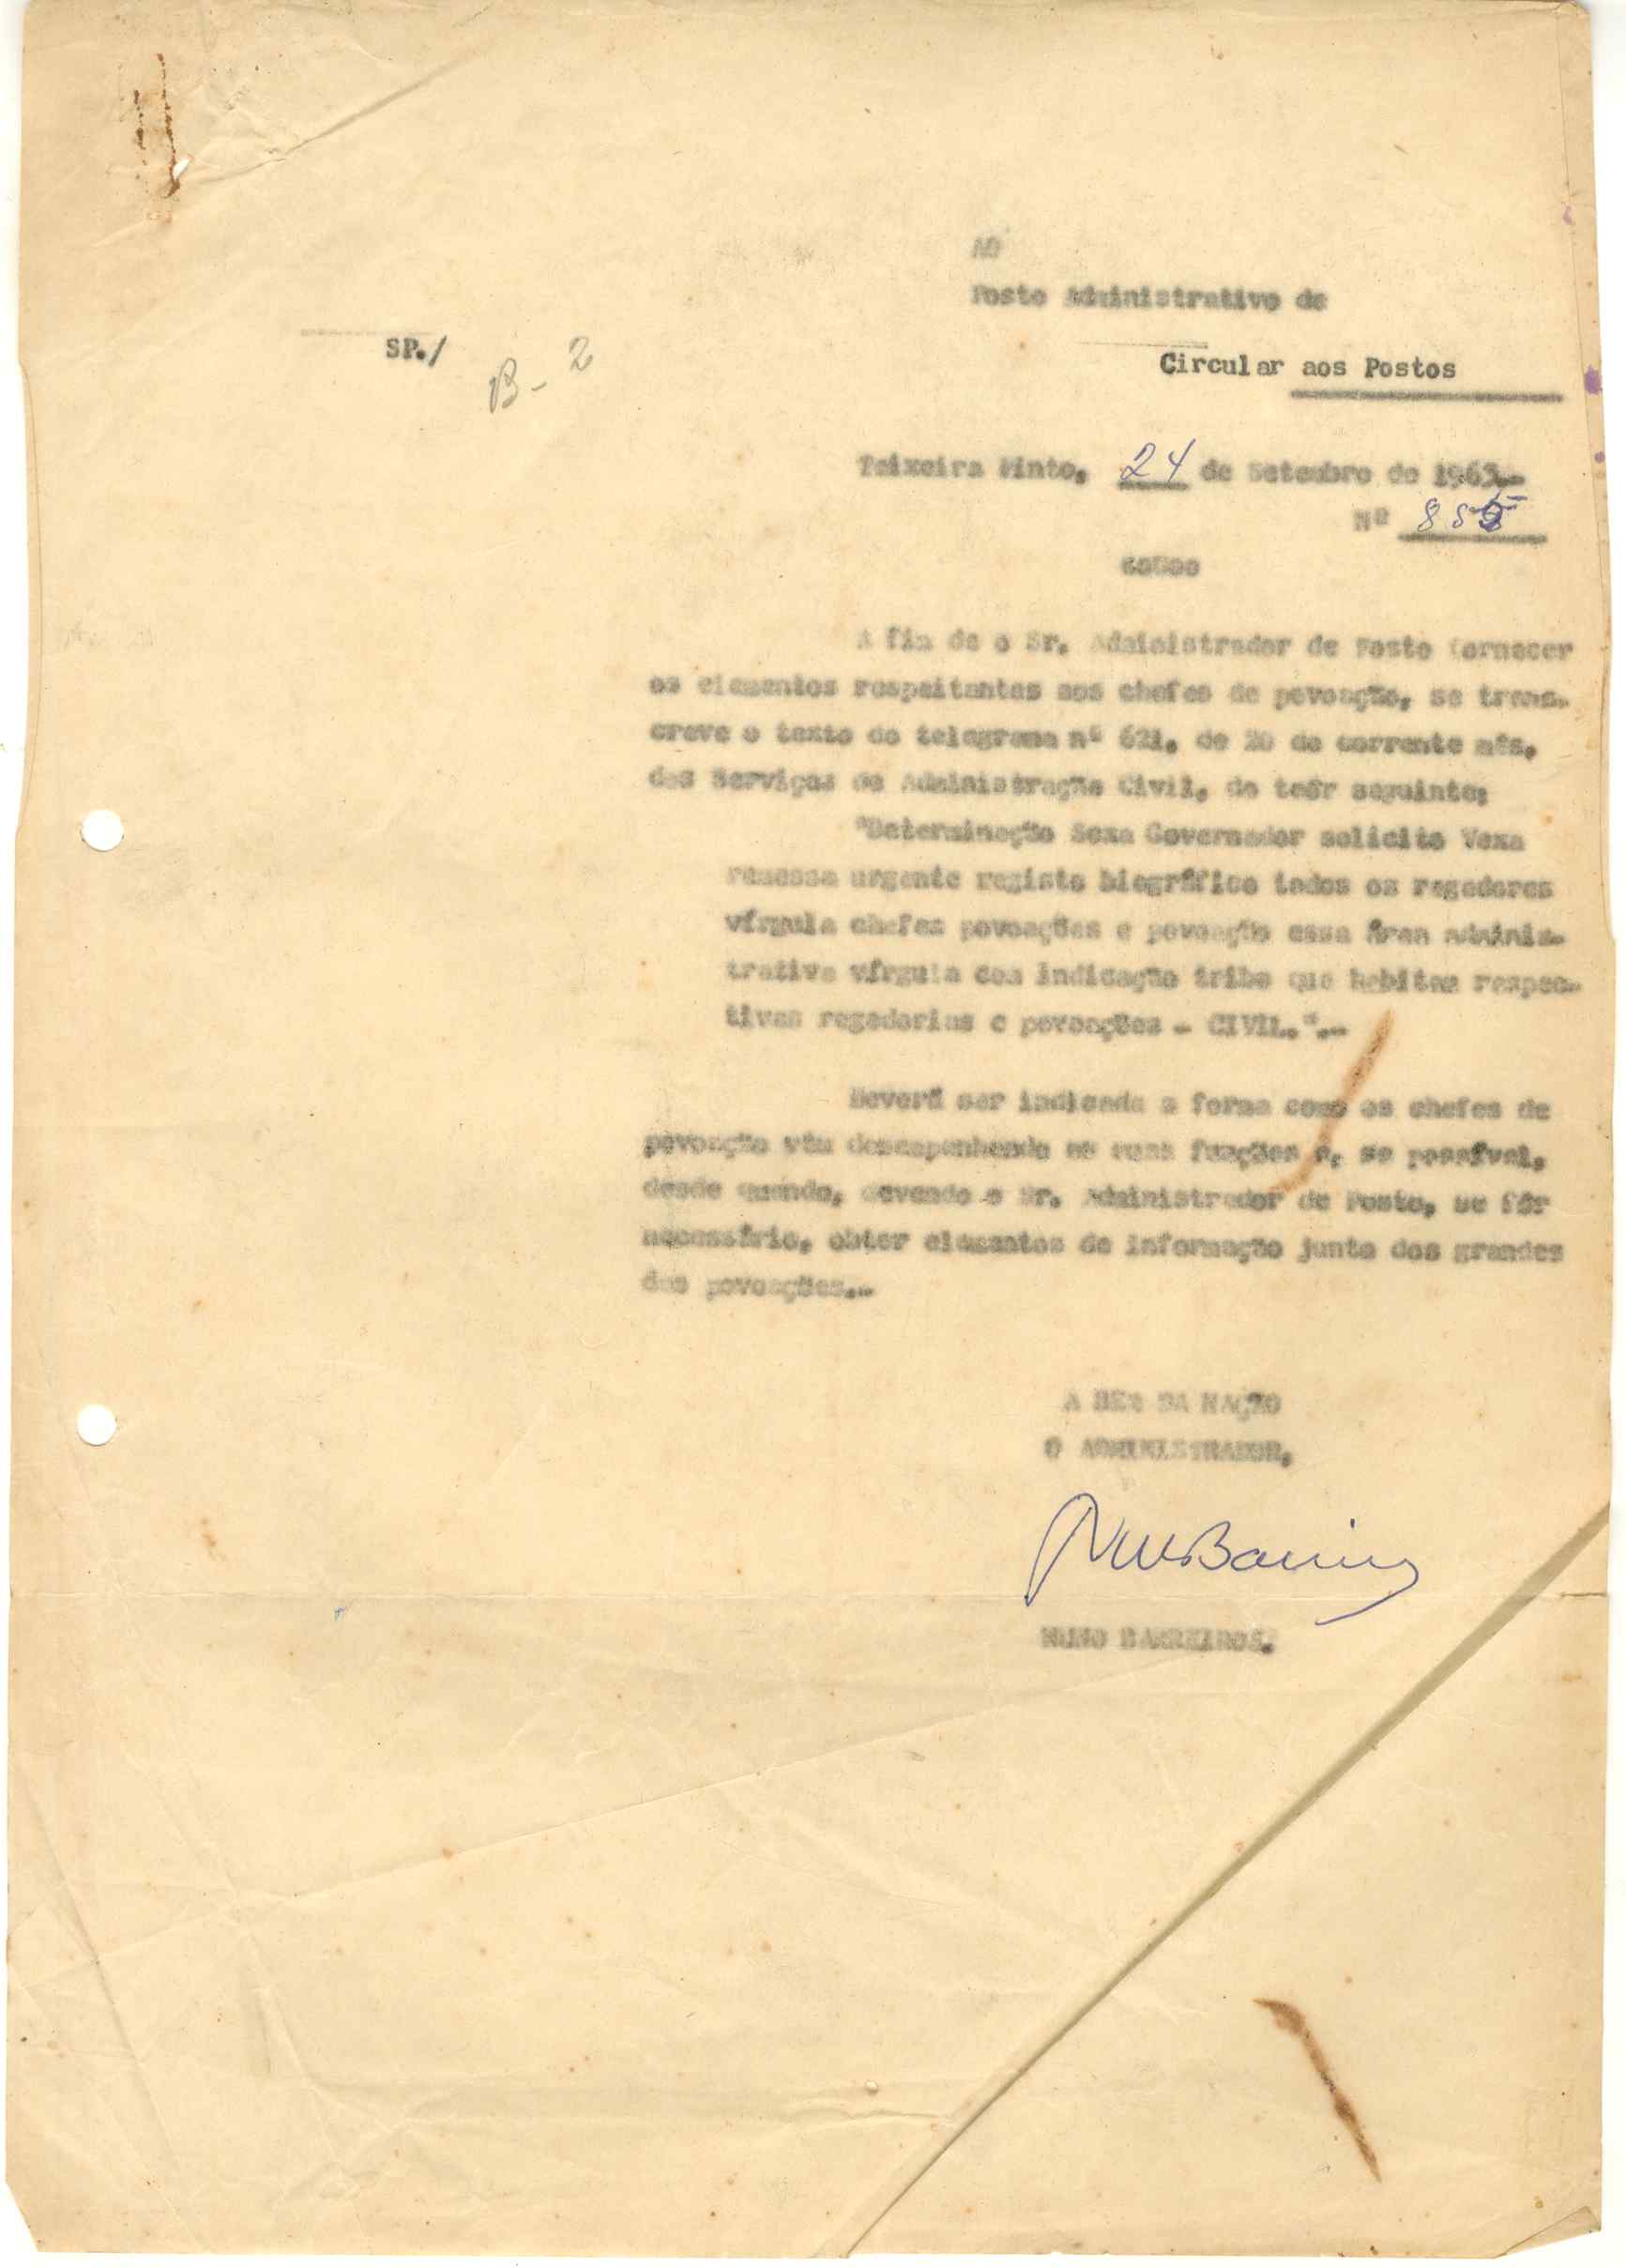 AO
Posto Administrativo de
SP./
B-2
Circular aos Postos
Teixeira Pinto, 24 de Setembro de 1963.-
Nº 885
A fim de o Sr. Administrador de Posto fornecer
os elementos respeitantes aos chefes de povoação, se trans-
creve o texto do telegrama nº 621, de 20 do corrente mês,
dos Serviços de Administração Civil, do teôr seguinte:
"Determinação Sexa Governador solicito Vexa
remessa urgente registo biográfico todos os regedores
vírgula chefes povoações e povoação essa área adminis-
trativa vírgula com indicação tribo que habitam respec-
tivas regedorias e povoações - CIVIL.".-
Deverá ser indicada a forma como os chefes de
povoação vêm desempenhando as suas funções e, se possível,
desde quando, devendo o Sr. Administrador de Posto, se fôr
necessário, obter elementos de informação junto dos grandes
das povoações.-
A BEM DA NAÇÃO
O ADMINISTRADOR,
NUNO BARREIROS.